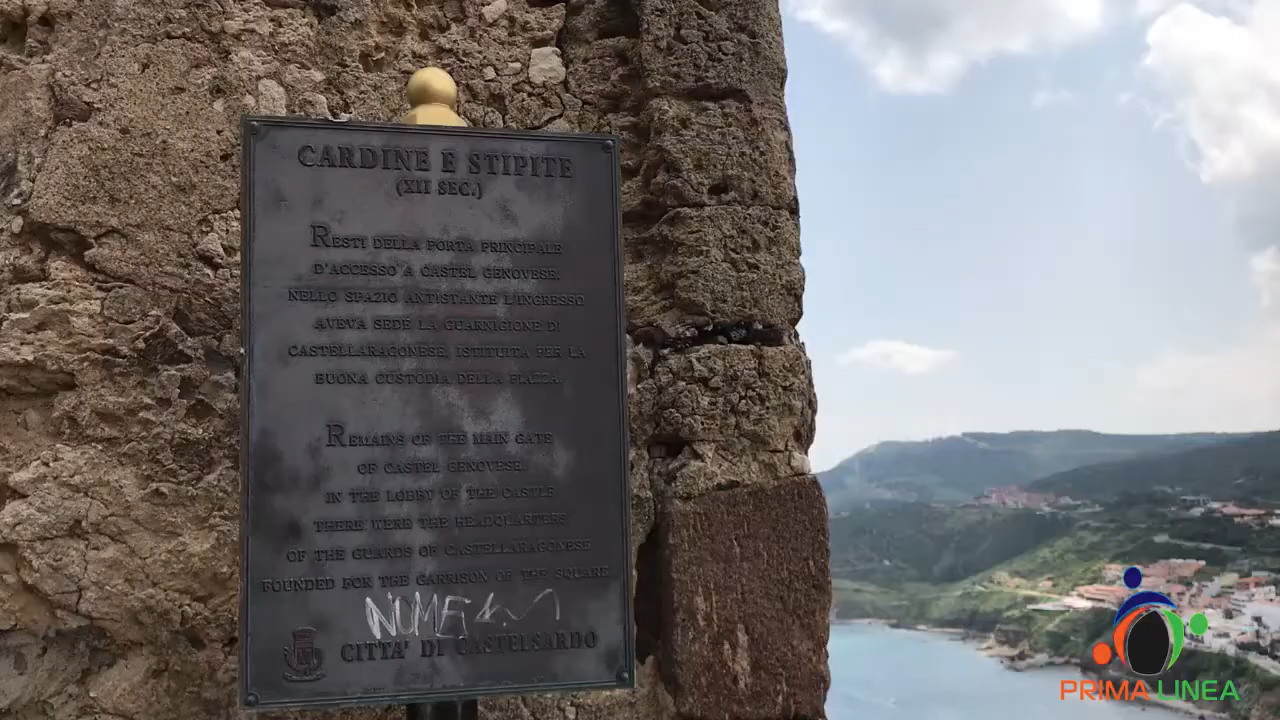 CARDINE E STIPITE
(XII SEC.)
RESTI DELLA PORTA PRINCIPALE
D'ACCESSO A CASTEL GENOVESE.
NELLO SPAZIO ANTISTANTE L'INGRESSO
AVEVA SEDE LA GUARNIGIONE DI
CASTELLARAGONESE, ISTITUITA PER LA
BUONA CUSTODIA DELLA PIAZZA.
REMAINS OF THE MAIN GATE
OF CASTEL GENOVESE.
IN THE LOBBY OF THE CASTLE
THERE WERE THE HEADQUARTERS
OF THE GUARDS OF CASTELLARAGONESE
FOUNDED FOR THE GARRISON OF THE SQUARE
CITTA' DI CASTELSARDO
PRIMA LINEA